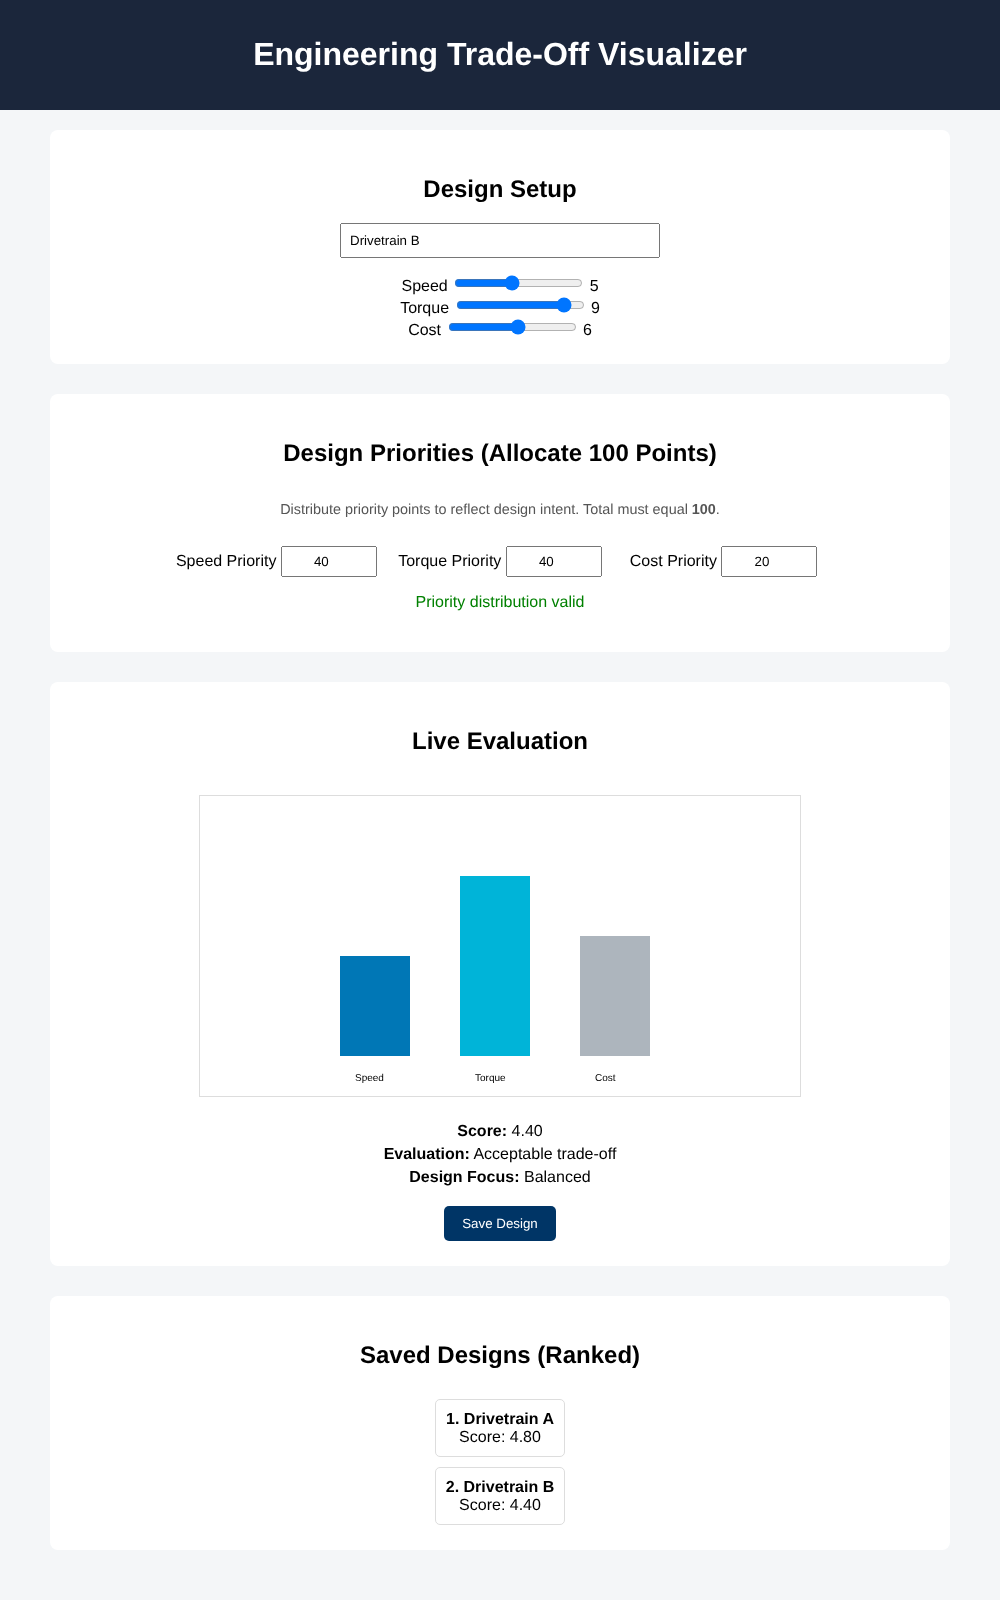 Engineering Trade-Off Visualizer
Design Setup
Drivetrain B
Speed 5
Torque 9
Cost 6
Design Priorities (Allocate 100 Points)
Distribute priority points to reflect design intent. Total must equal 100.
Speed Priority 40 Torque Priority 40 Cost Priority 20
Priority distribution valid
Live Evaluation
Speed Torque Cost
Score: 4.40
Evaluation: Acceptable trade-off
Design Focus: Balanced
Save Design
Saved Designs (Ranked)
1. Drivetrain A
Score: 4.80
2. Drivetrain B
Score: 4.40